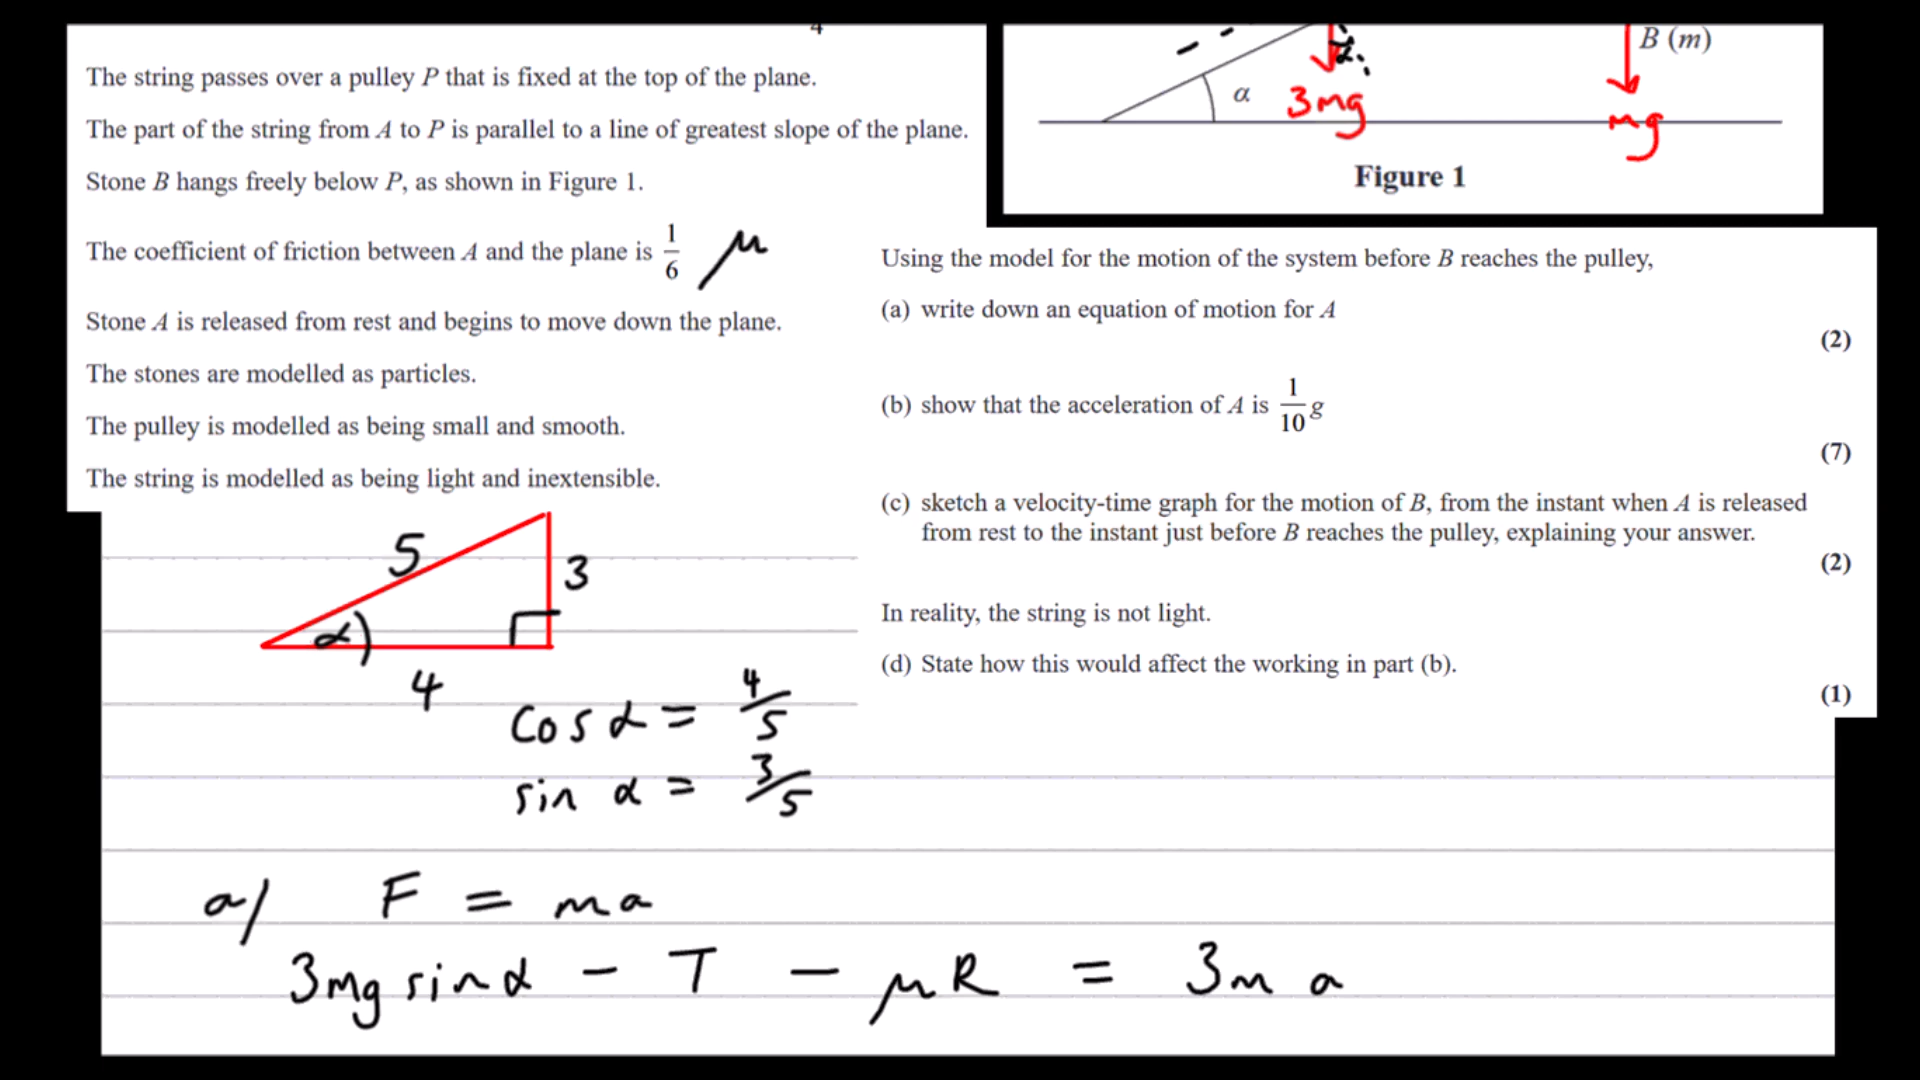 4
The string passes over a pulley P that is fixed at the top of the plane.
The part of the string from A to P is parallel to a line of greatest slope of the plane.
Stone B hangs freely below P, as shown in Figure 1.
The coefficient of friction between A and the plane is 1/6 μ
Stone A is released from rest and begins to move down the plane.
The stones are modelled as particles.
The pulley is modelled as being small and smooth.
The string is modelled as being light and inextensible.
B (m)
α
3mg
mg
Figure 1
Using the model for the motion of the system before B reaches the pulley,
(a) write down an equation of motion for A
(2)
(b) show that the acceleration of A is 1/10 g
(7)
(c) sketch a velocity-time graph for the motion of B, from the instant when A is released
from rest to the instant just before B reaches the pulley, explaining your answer.
(2)
In reality, the string is not light.
(d) State how this would affect the working in part (b).
(1)
5
3
α
4
cos α = 4/5
sin α = 3/5
a/ F = ma
3mg sin α - T - μR = 3ma